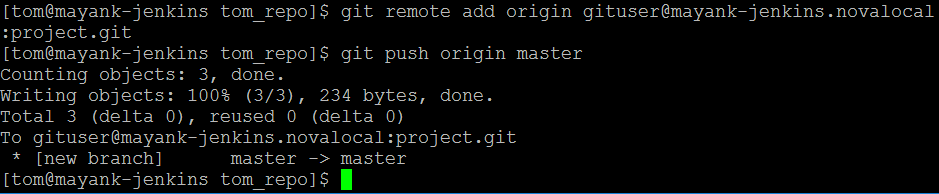 [tom@mayank-jenkins tom_repo]$ git remote add origin gituser@mayank-jenkins.novalocal
:project.git
[tom@mayank-jenkins tom_repo]$ git push origin master
Counting objects: 3, done.
Writing objects: 100% (3/3), 234 bytes, done.
Total 3 (delta 0), reused 0 (delta 0)
To gituser@mayank-jenkins.novalocal:project.git
 * [new branch]      master -> master
[tom@mayank-jenkins tom_repo]$